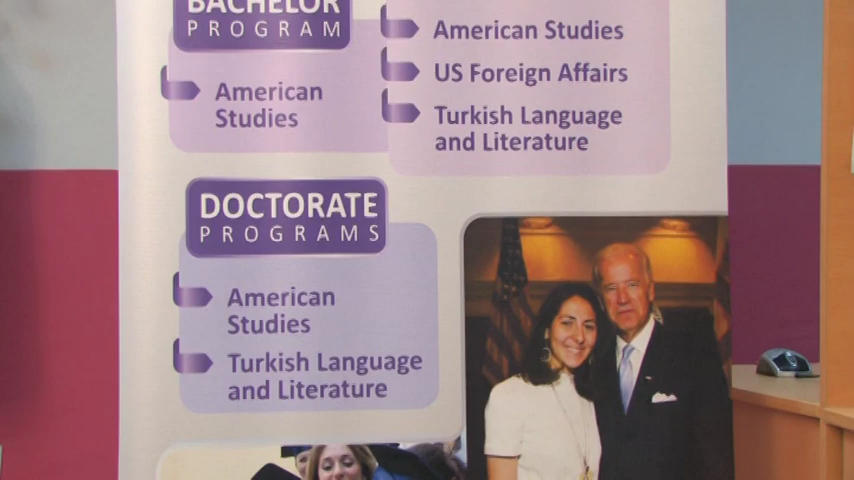 BACHELOR
PROGRAM
American
Studies
American Studies
US Foreign Affairs
Turkish Language
and Literature
DOCTORATE
PROGRAMS
American
Studies
Turkish Language
and Literature